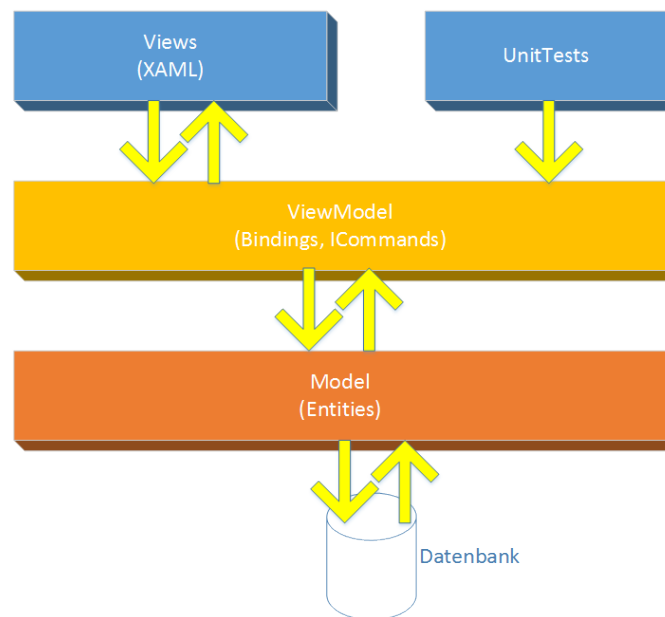 Views
(XAML)
UnitTests
ViewModel
(Bindings, ICommands)
Model
(Entities)
Datenbank